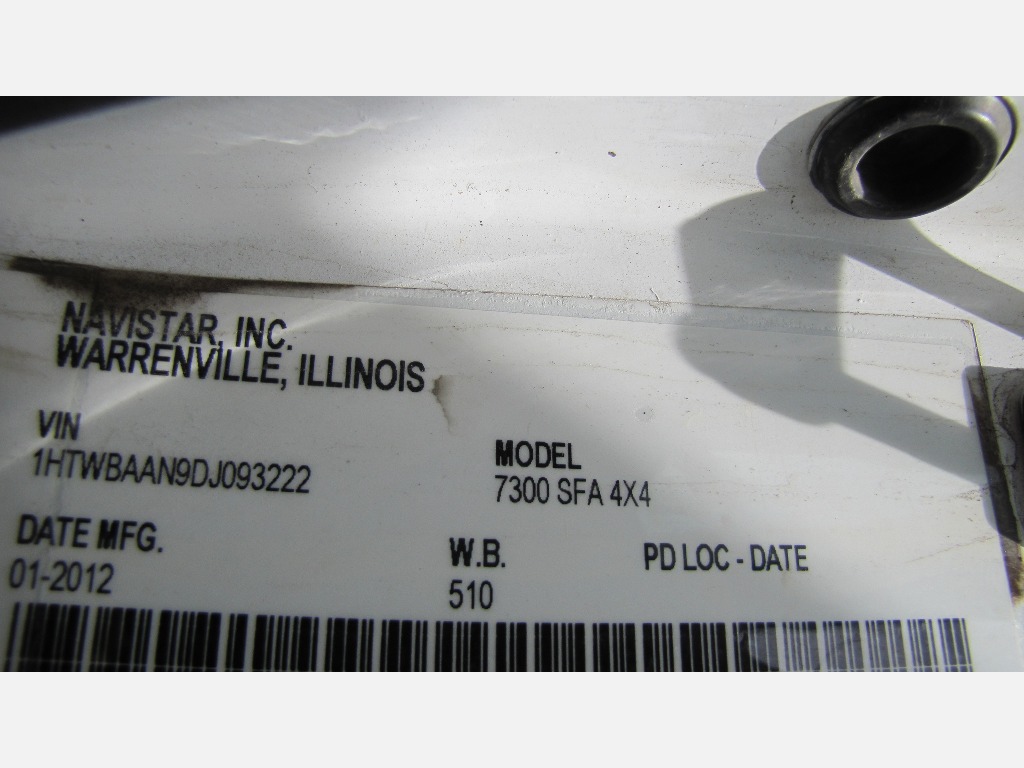 NAVISTAR, INC.
WARRENVILLE, ILLINOIS
VIN
1HTWBAAN9DJ093222
MODEL
7300 SFA 4X4
DATE MFG.
01-2012
W.B.
510
PD LOC - DATE